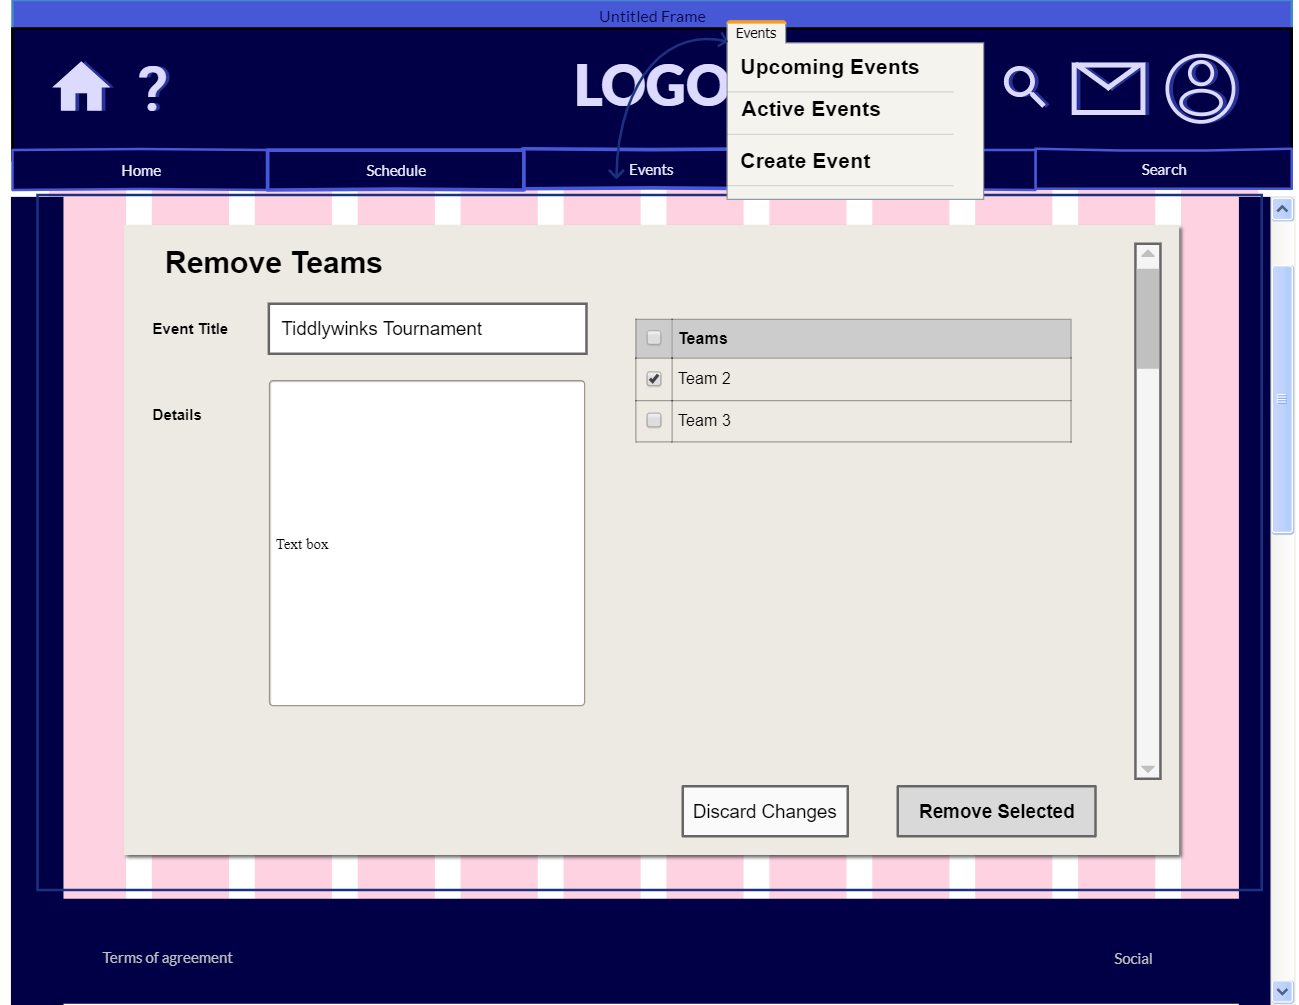 Untitled Frame
Events
Upcoming Events
Active Events
Create Event
?
LOGO
Home
Schedule
Events
Search
Remove Teams
Event Title
Tiddlywinks Tournament
Details
Text box
Teams
Team 2
Team 3
Discard Changes
Remove Selected
Terms of agreement
Social